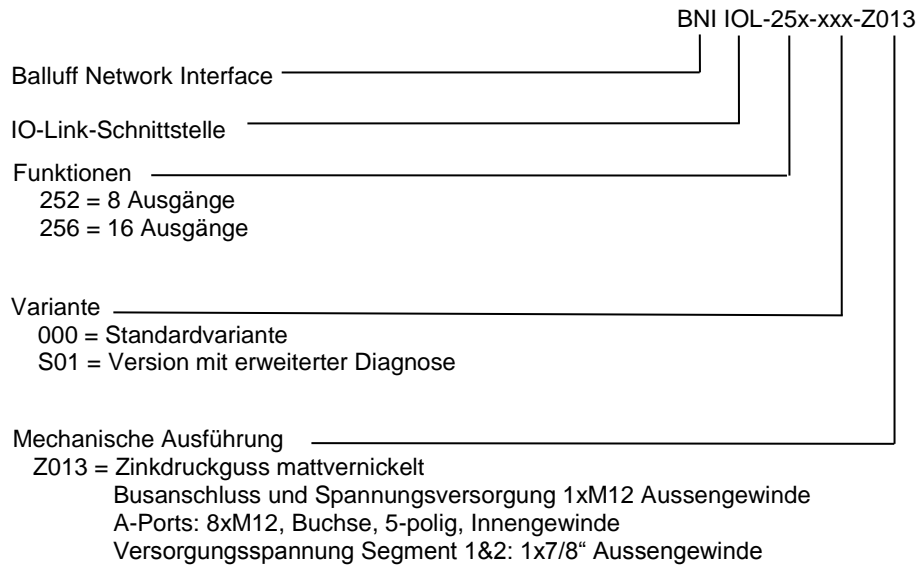 BNI IOL-25x-xxx-Z013
Balluff Network Interface
IO-Link-Schnittstelle
Funktionen
252 = 8 Ausgänge
256 = 16 Ausgänge
Variante
000 = Standardvariante
S01 = Version mit erweiterter Diagnose
Mechanische Ausführung
Z013 = Zinkdruckguss mattvernickelt
Busanschluss und Spannungsversorgung 1xM12 Aussengewinde
A-Ports: 8xM12, Buchse, 5-polig, Innengewinde
Versorgungsspannung Segment 1&2: 1x7/8“ Aussengewinde